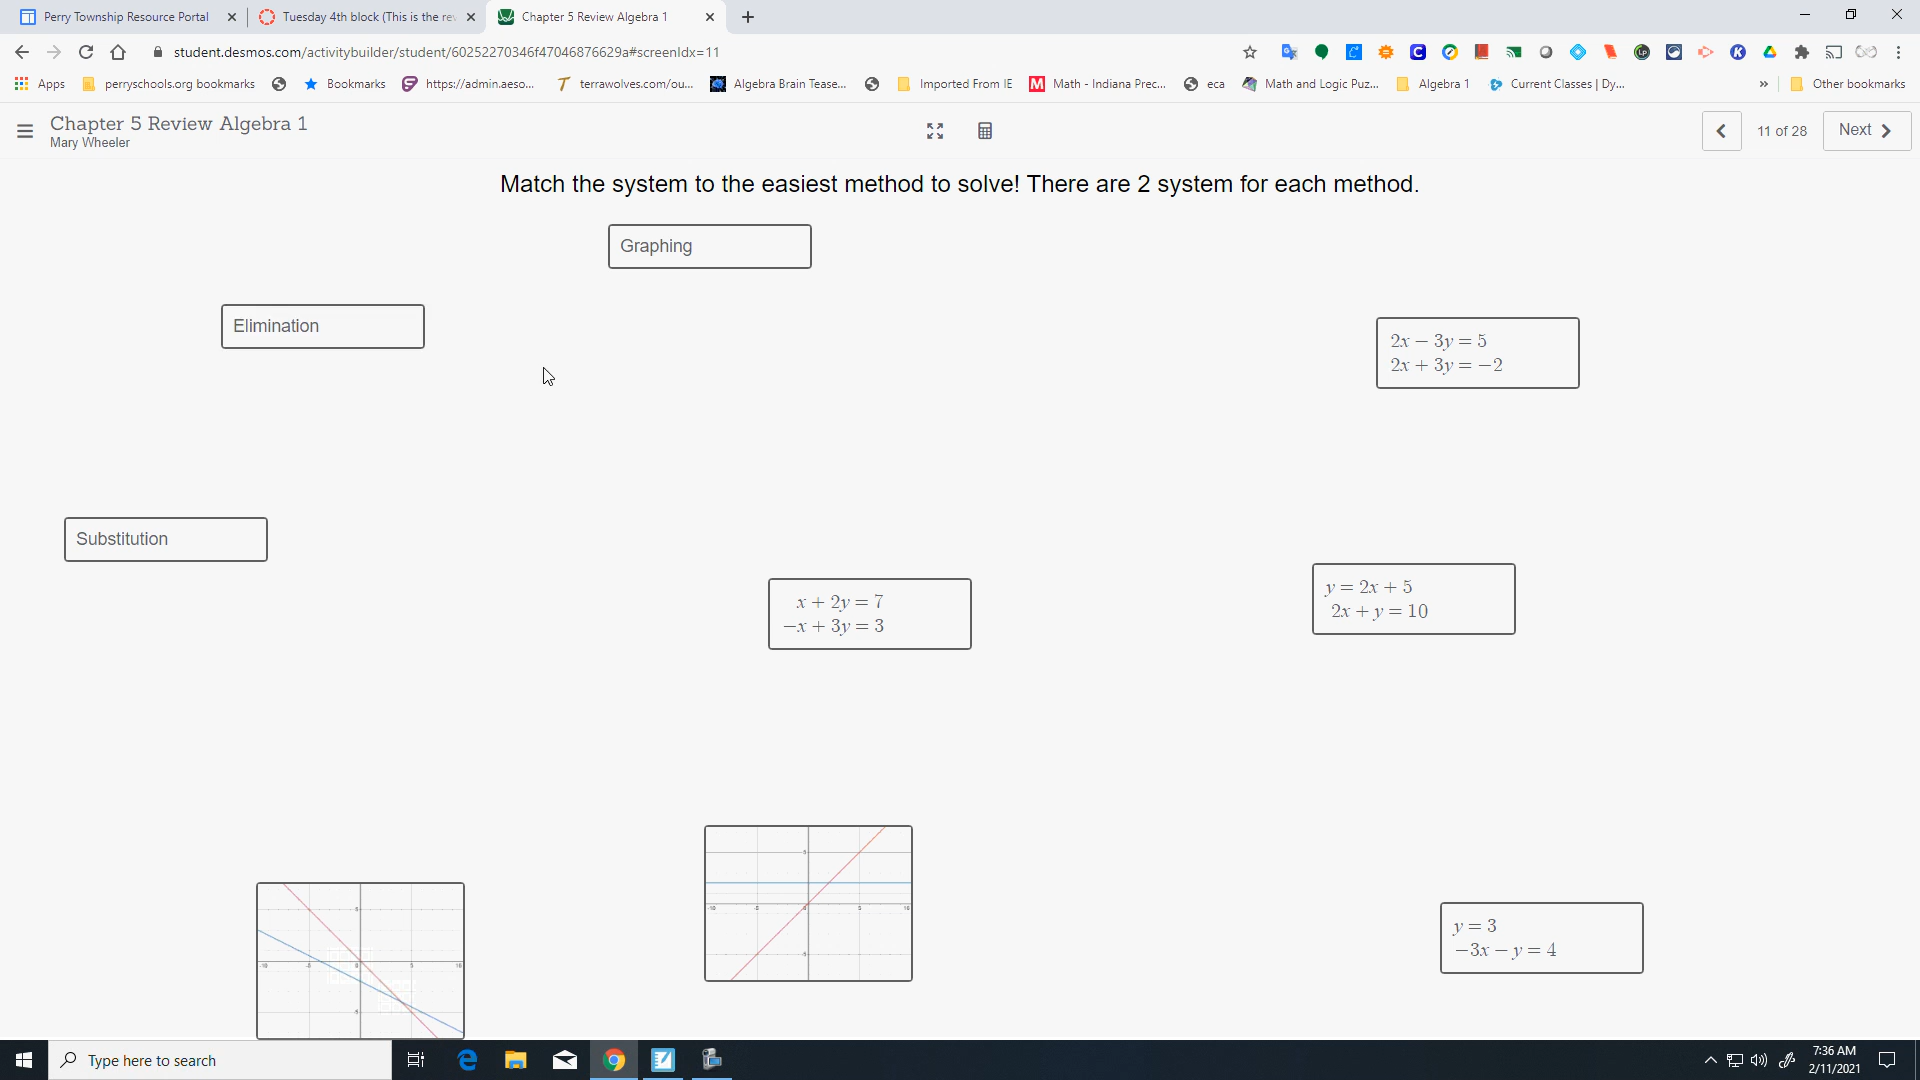 Perry Township Resource Portal
Tuesday 4th block (This is the rev
Chapter 5 Review Algebra 1
student.desmos.com/activitybuilder/student/60252270346f47046876629a#screenIdx=11
Apps
perryschools.org bookmarks
Bookmarks
https://admin.aeso...
terrawolves.com/ou...
Algebra Brain Tease...
Imported From IE
Math - Indiana Prec...
eca
Math and Logic Puz...
Algebra 1
Current Classes | Dy...
Other bookmarks
Chapter 5 Review Algebra 1
Mary Wheeler
11 of 28
Next
Match the system to the easiest method to solve! There are 2 system for each method.
Graphing
Elimination
2x − 3y = 5
2x + 3y = −2
Substitution
x + 2y = 7
−x + 3y = 3
y = 2x + 5
2x + y = 10
y = 3
−3x − y = 4
Type here to search
7:36 AM
2/11/2021